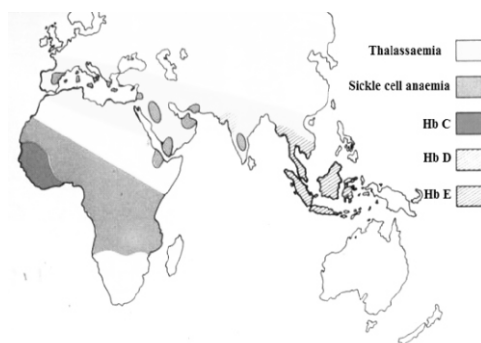 Thalassaemia
Sickle cell anaemia
Hb C
Hb D
Hb E